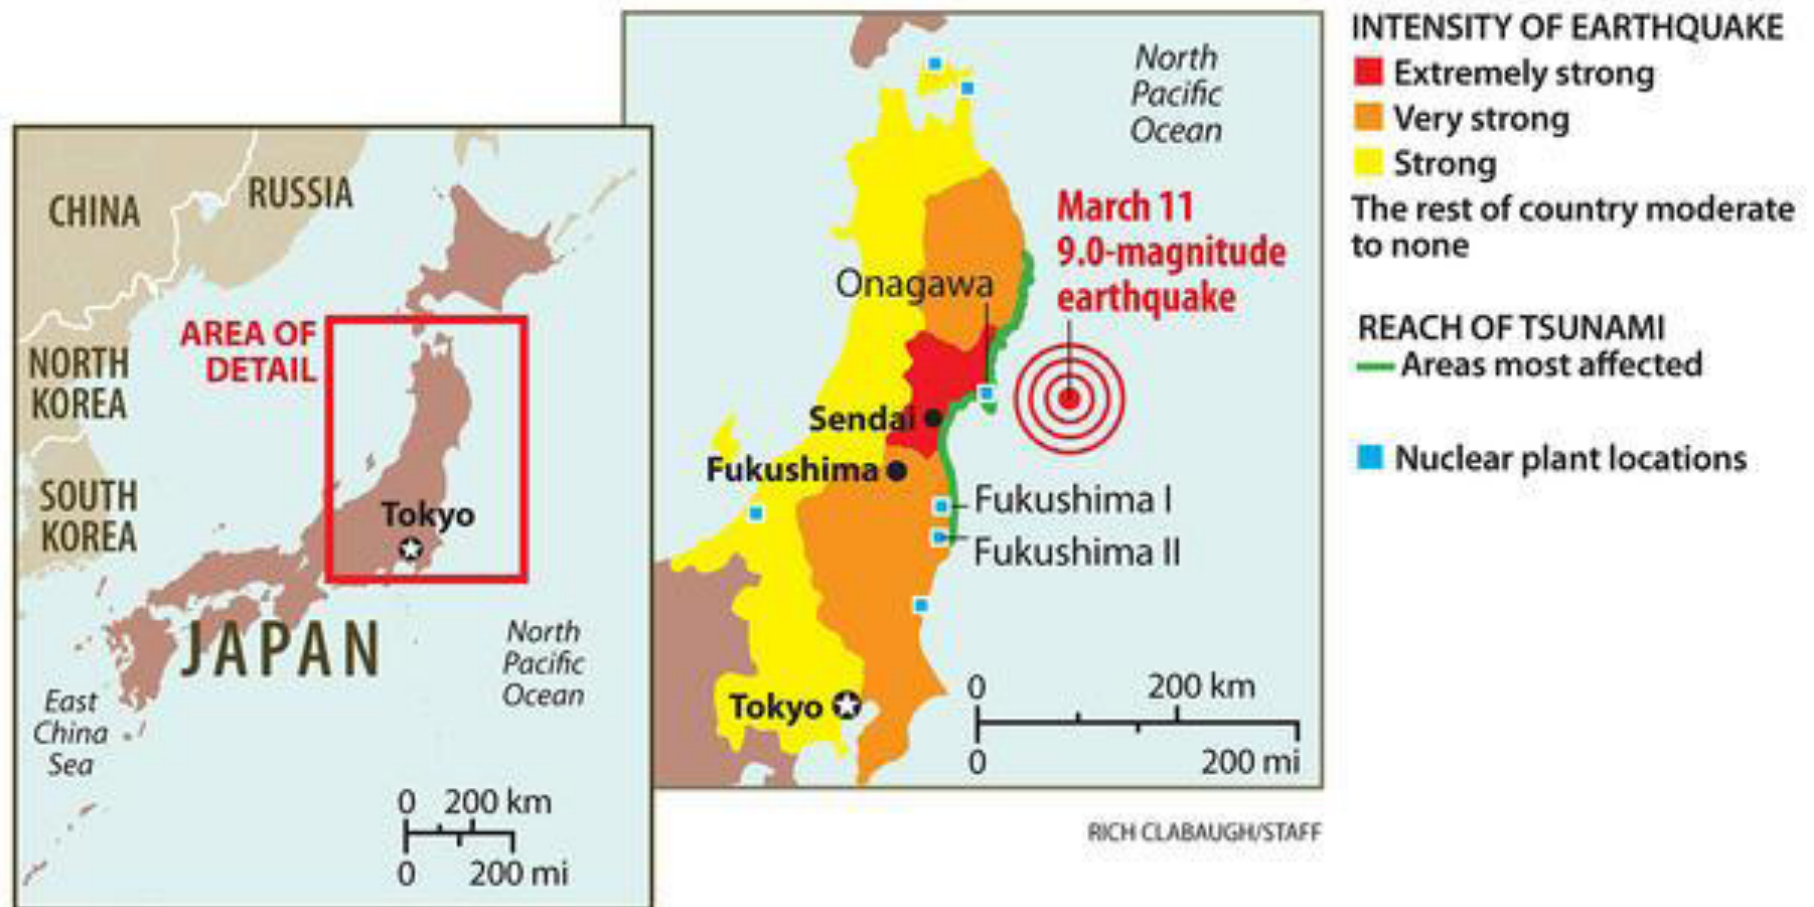 CHINA
RUSSIA
AREA OF
DETAIL
NORTH
KOREA
SOUTH
KOREA
Tokyo
JAPAN
North
Pacific
Ocean
East
China
Sea
0 200 km
0 200 mi
North
Pacific
Ocean
March 11
9.0-magnitude
earthquake
Onagawa
Sendai
Fukushima
Fukushima I
Fukushima II
Tokyo
0 200 km
0 200 mi
RICH CLABAUGH/STAFF
INTENSITY OF EARTHQUAKE
Extremely strong
Very strong
Strong
The rest of country moderate
to none
REACH OF TSUNAMI
Areas most affected
Nuclear plant locations